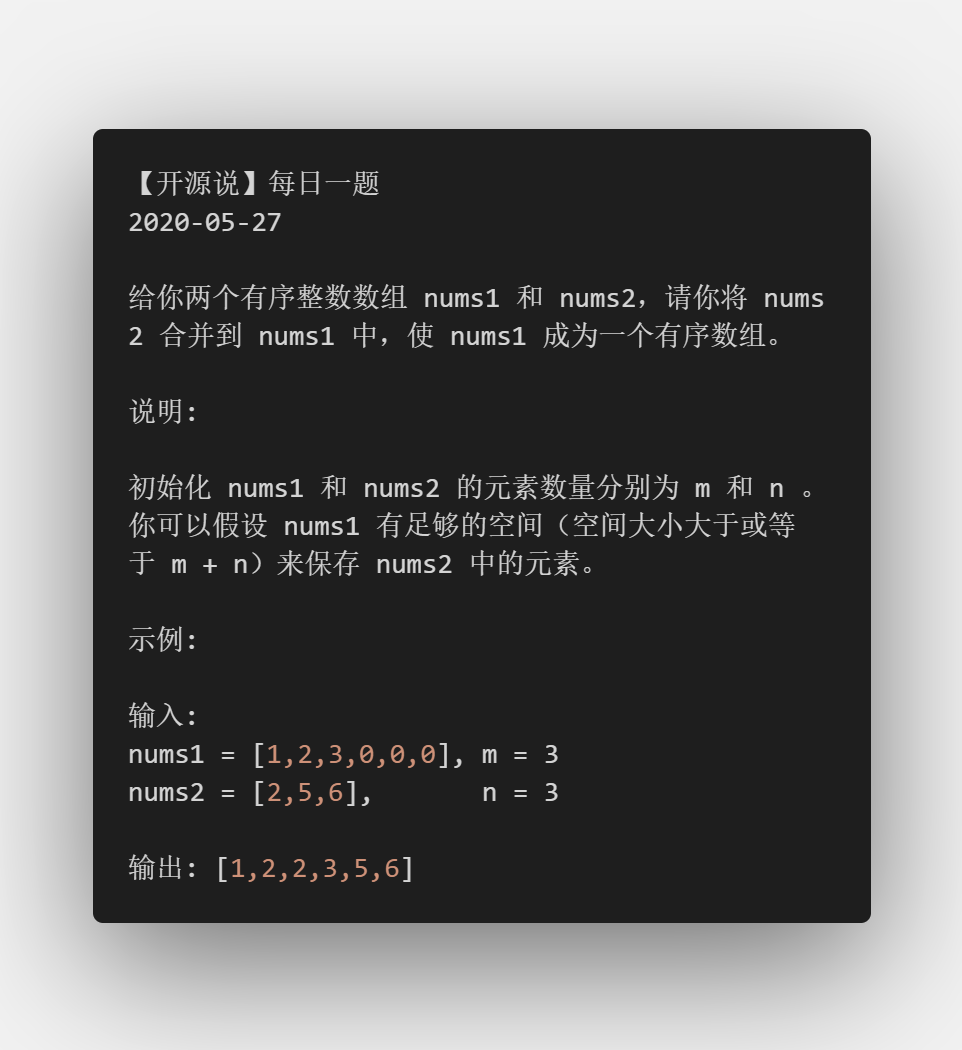 【开源说】每日一题
2020-05-27
给你两个有序整数数组 nums1 和 nums2，请你将 nums
2 合并到 nums1 中，使 nums1 成为一个有序数组。
说明:
初始化 nums1 和 nums2 的元素数量分别为 m 和 n 。
你可以假设 nums1 有足够的空间（空间大小大于或等
于 m + n）来保存 nums2 中的元素。
示例:
输入:
nums1 = [1,2,3,0,0,0], m = 3
nums2 = [2,5,6],       n = 3
输出: [1,2,2,3,5,6]